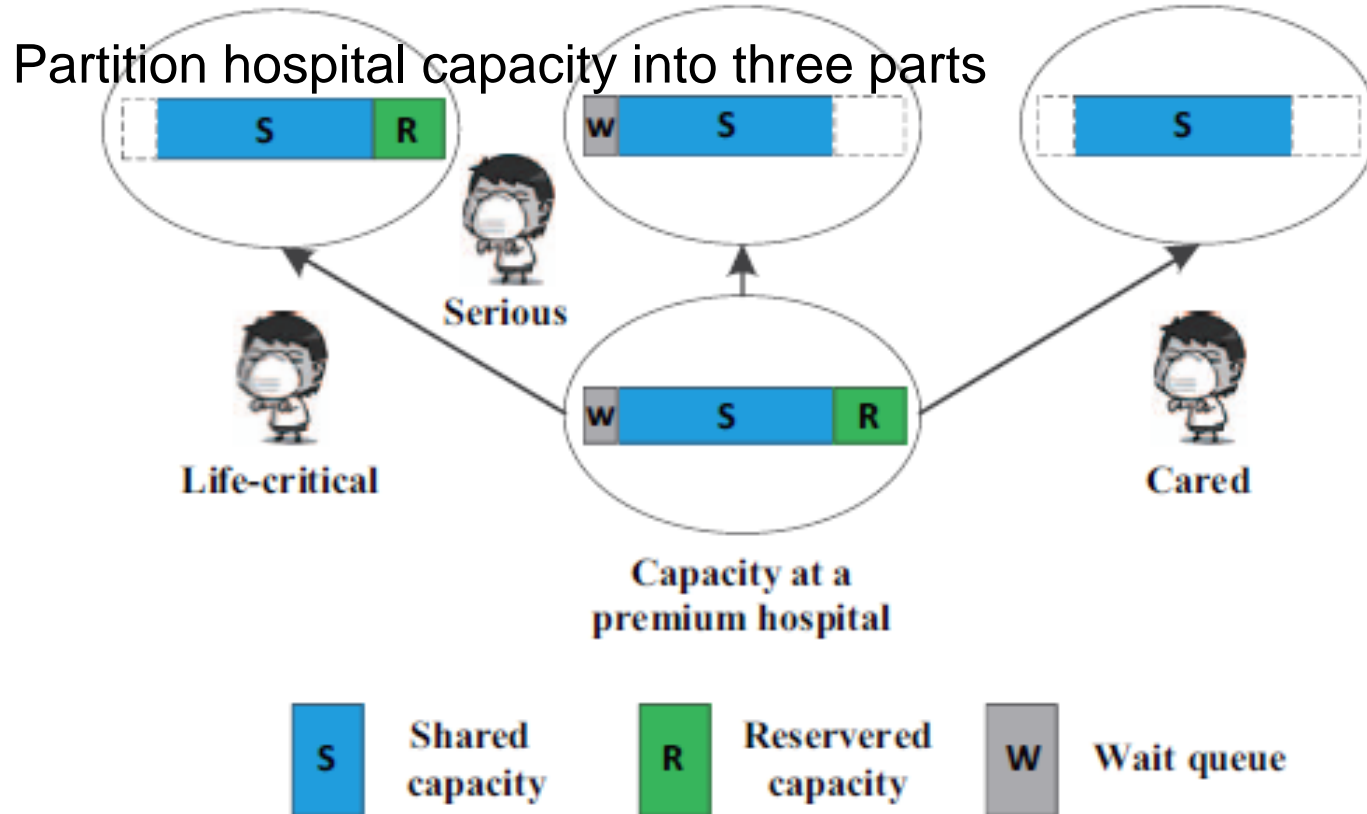 Partition hospital capacity into three parts
S R
W S
S
Serious
Life-critical
W S R
Cared
Capacity at a
premium hospital
S Shared
capacity
R Reservered
capacity
W Wait queue